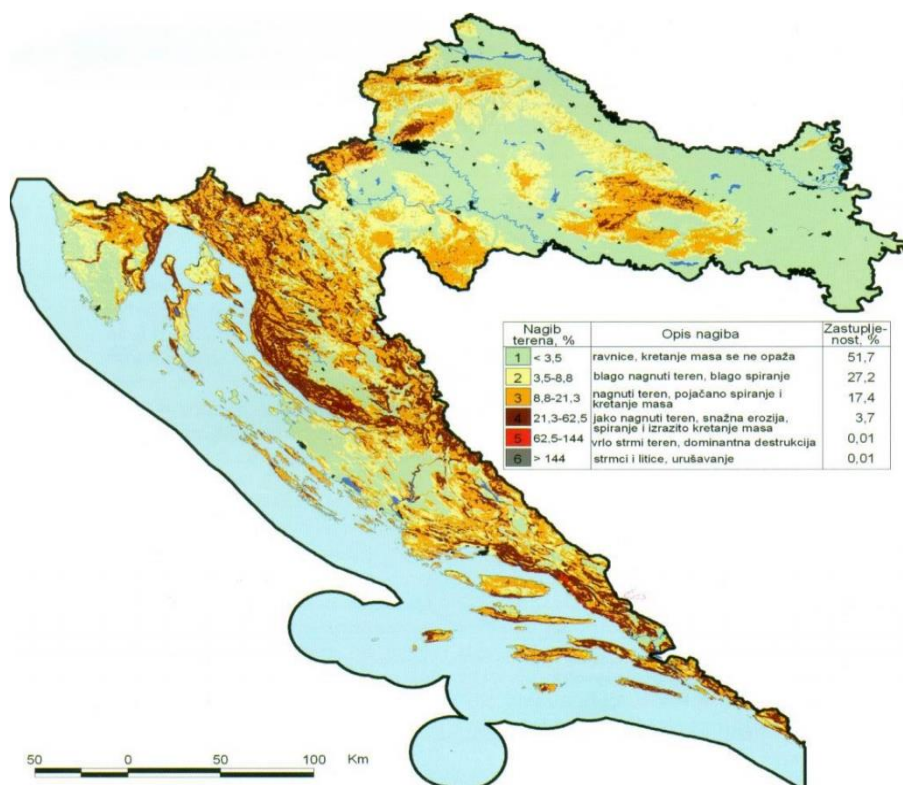 Nagib terena, % Opis nagiba Zastuplje-nost, %
1 < 3,5 ravnice, kretanje masa se ne opaža 51,7
2 3,5-8,8 blago nagnuti teren, blago spiranje 27,2
3 8,8-21,3 nagnuti teren, pojačano spiranje i kretanje masa 17,4
4 21,3-62,5 jako nagnuti teren, snažna erozija, spiranje i izrazito kretanje masa 3,7
5 62,5-144 vrlo strmi teren, dominantna destrukcija 0,01
6 > 144 strmci i litice, urušavanje 0,01
50 0 50 100 Km